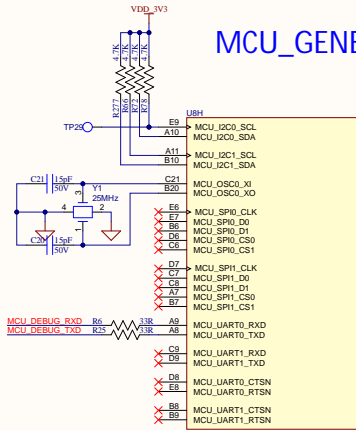 VDD_3V3
MCU_GENE
4.7K
4.7K
4.7K
4.7K
R277
R66
R72
R78
U8H
TP29
E9 MCU_I2C0_SCL
A10 MCU_I2C0_SDA
A11 MCU_I2C1_SCL
B10 MCU_I2C1_SDA
C21 15pF
50V
Y1
25MHz
3
4
2
1
C20 15pF
50V
C21 MCU_OSC0_XI
B20 MCU_OSC0_XO
E6 MCU_SPI0_CLK
E7 MCU_SPI0_D0
B6 MCU_SPI0_D1
D6 MCU_SPI0_CS0
C6 MCU_SPI0_CS1
D7 MCU_SPI1_CLK
C7 MCU_SPI1_D0
C8 MCU_SPI1_D1
A7 MCU_SPI1_CS0
B7 MCU_SPI1_CS1
MCU_DEBUG_RXD R6 33R A9 MCU_UART0_RXD
MCU_DEBUG_TXD R25 33R A8 MCU_UART0_TXD
C9 MCU_UART1_RXD
D9 MCU_UART1_TXD
D8 MCU_UART0_CTSN
E8 MCU_UART0_RTSN
B8 MCU_UART1_CTSN
B9 MCU_UART1_RTSN